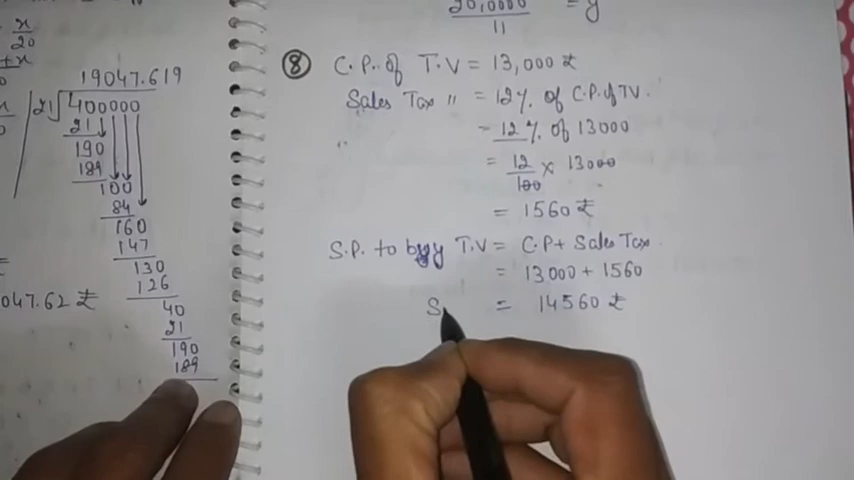 x
20
+x
19047.619
21 400000
21
190
189
100
84
160
147
130
126
40
21
190
189
047.62 ₹
20,0000 = y
11
8 C.P. of T.V = 13,000 ₹
Sales Tax " = 12% of C.P. of TV.
= 12% of 13000
= 12/100 x 13000
= 1560 ₹
S.P. to buy T.V = C.P + Sales Tax
= 13000 + 1560
S = 14560 ₹